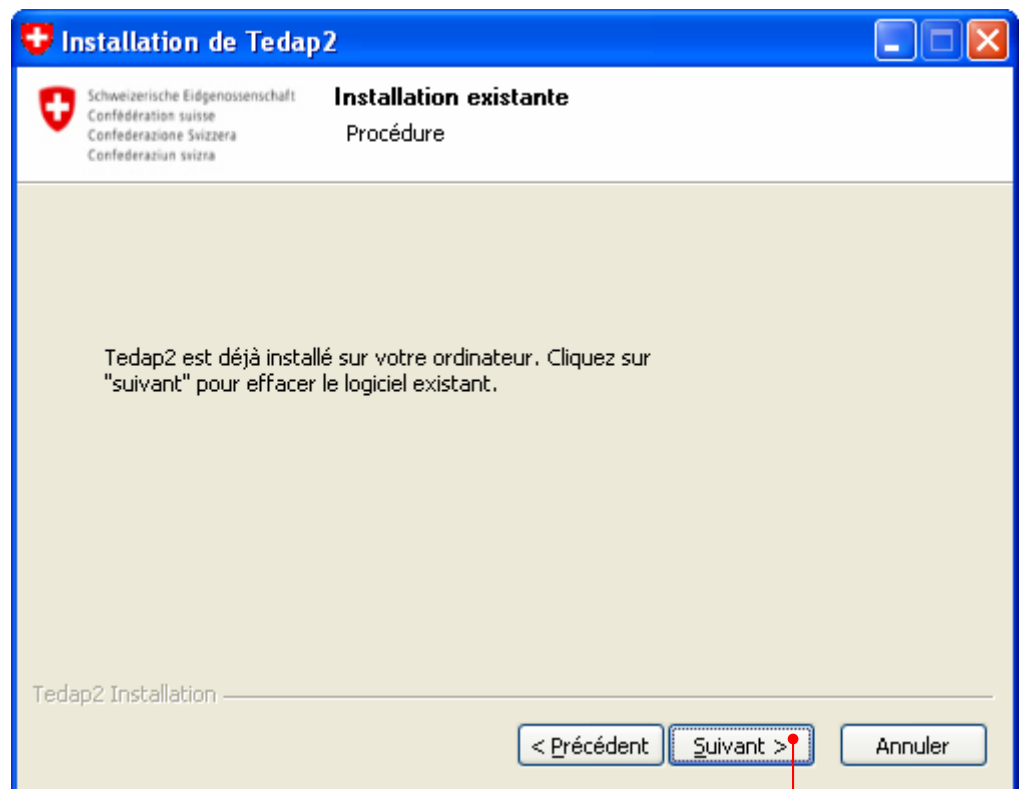 Installation de Tedap2
Schweizerische Eidgenossenschaft
Confédération suisse
Confederazione Svizzera
Confederaziun svizra
Installation existante
Procédure
Tedap2 est déjà installé sur votre ordinateur. Cliquez sur
"suivant" pour effacer le logiciel existant.
Tedap2 Installation
< Précédent
Suivant >
Annuler